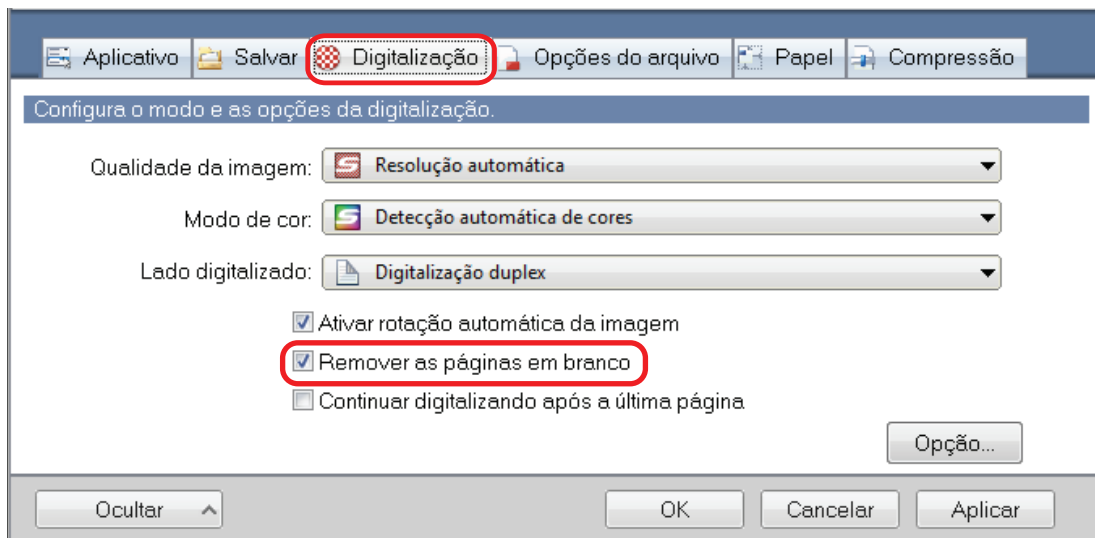 Aplicativo Salvar Digitalização Opções do arquivo Papel Compressão
Configura o modo e as opções da digitalização.
Qualidade da imagem: Resolução automática
Modo de cor: Detecção automática de cores
Lado digitalizado: Digitalização duplex
Ativar rotação automática da imagem
Remover as páginas em branco
Continuar digitalizando após a última página
Opção...
Ocultar OK Cancelar Aplicar